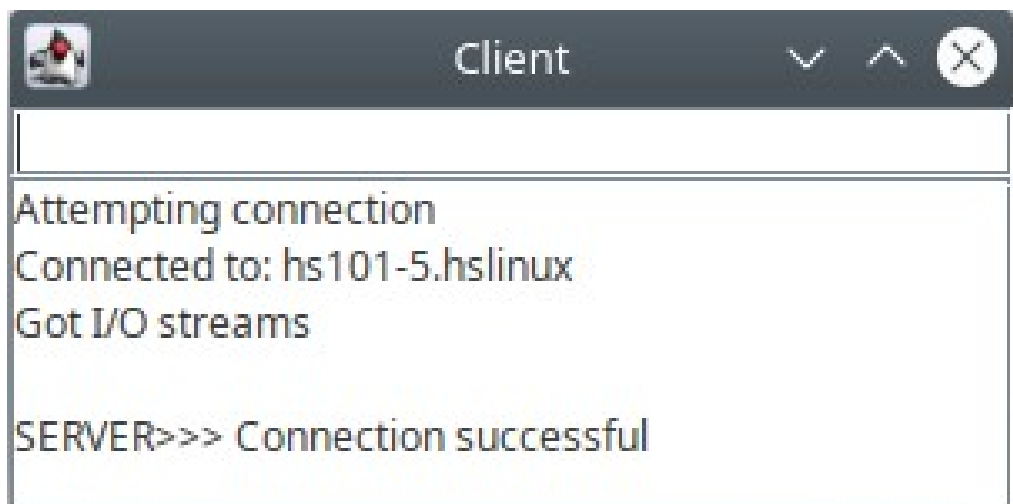 Client
Attempting connection
Connected to: hs101-5.hslinux
Got I/O streams
SERVER>>> Connection successful